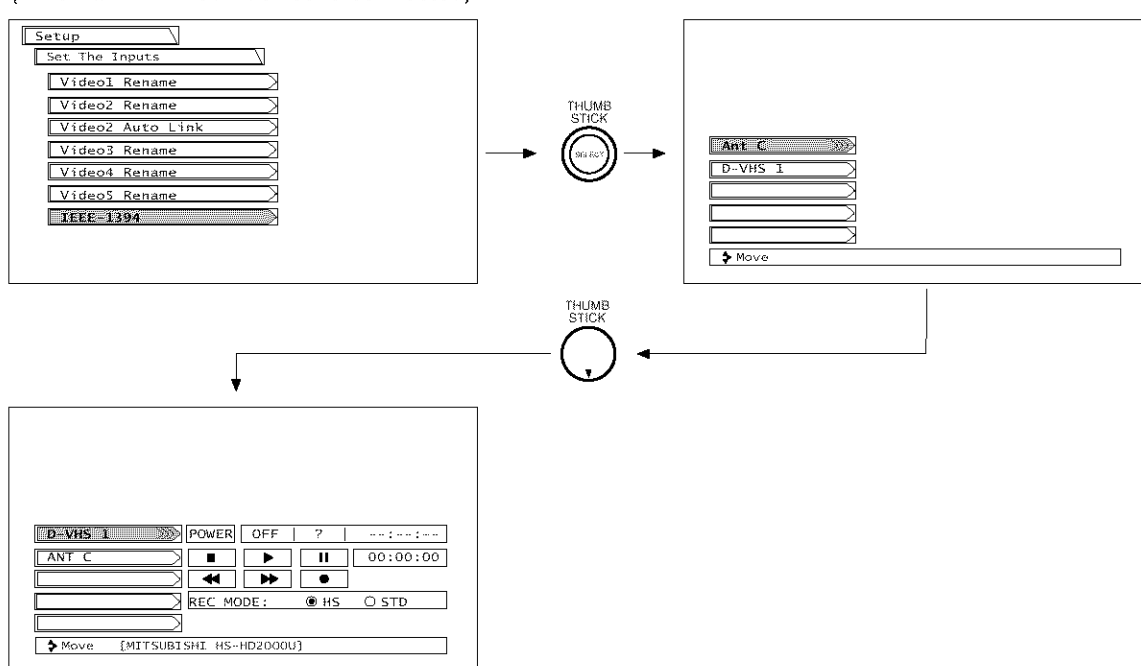 Setup
Set The Inputs
Video1 Rename
Video2 Rename
Video2 Auto Link
Video3 Rename
Video4 Rename
Video5 Rename
IEEE-1394
THUMB
STICK
SELECT
Ant C
D-VHS 1
Move
THUMB
STICK
D-VHS 1 POWER OFF ? --:--:--
ANT C 00:00:00
REC MODE: HS STD
Move [MITSUBISHI HS-HD2000U]